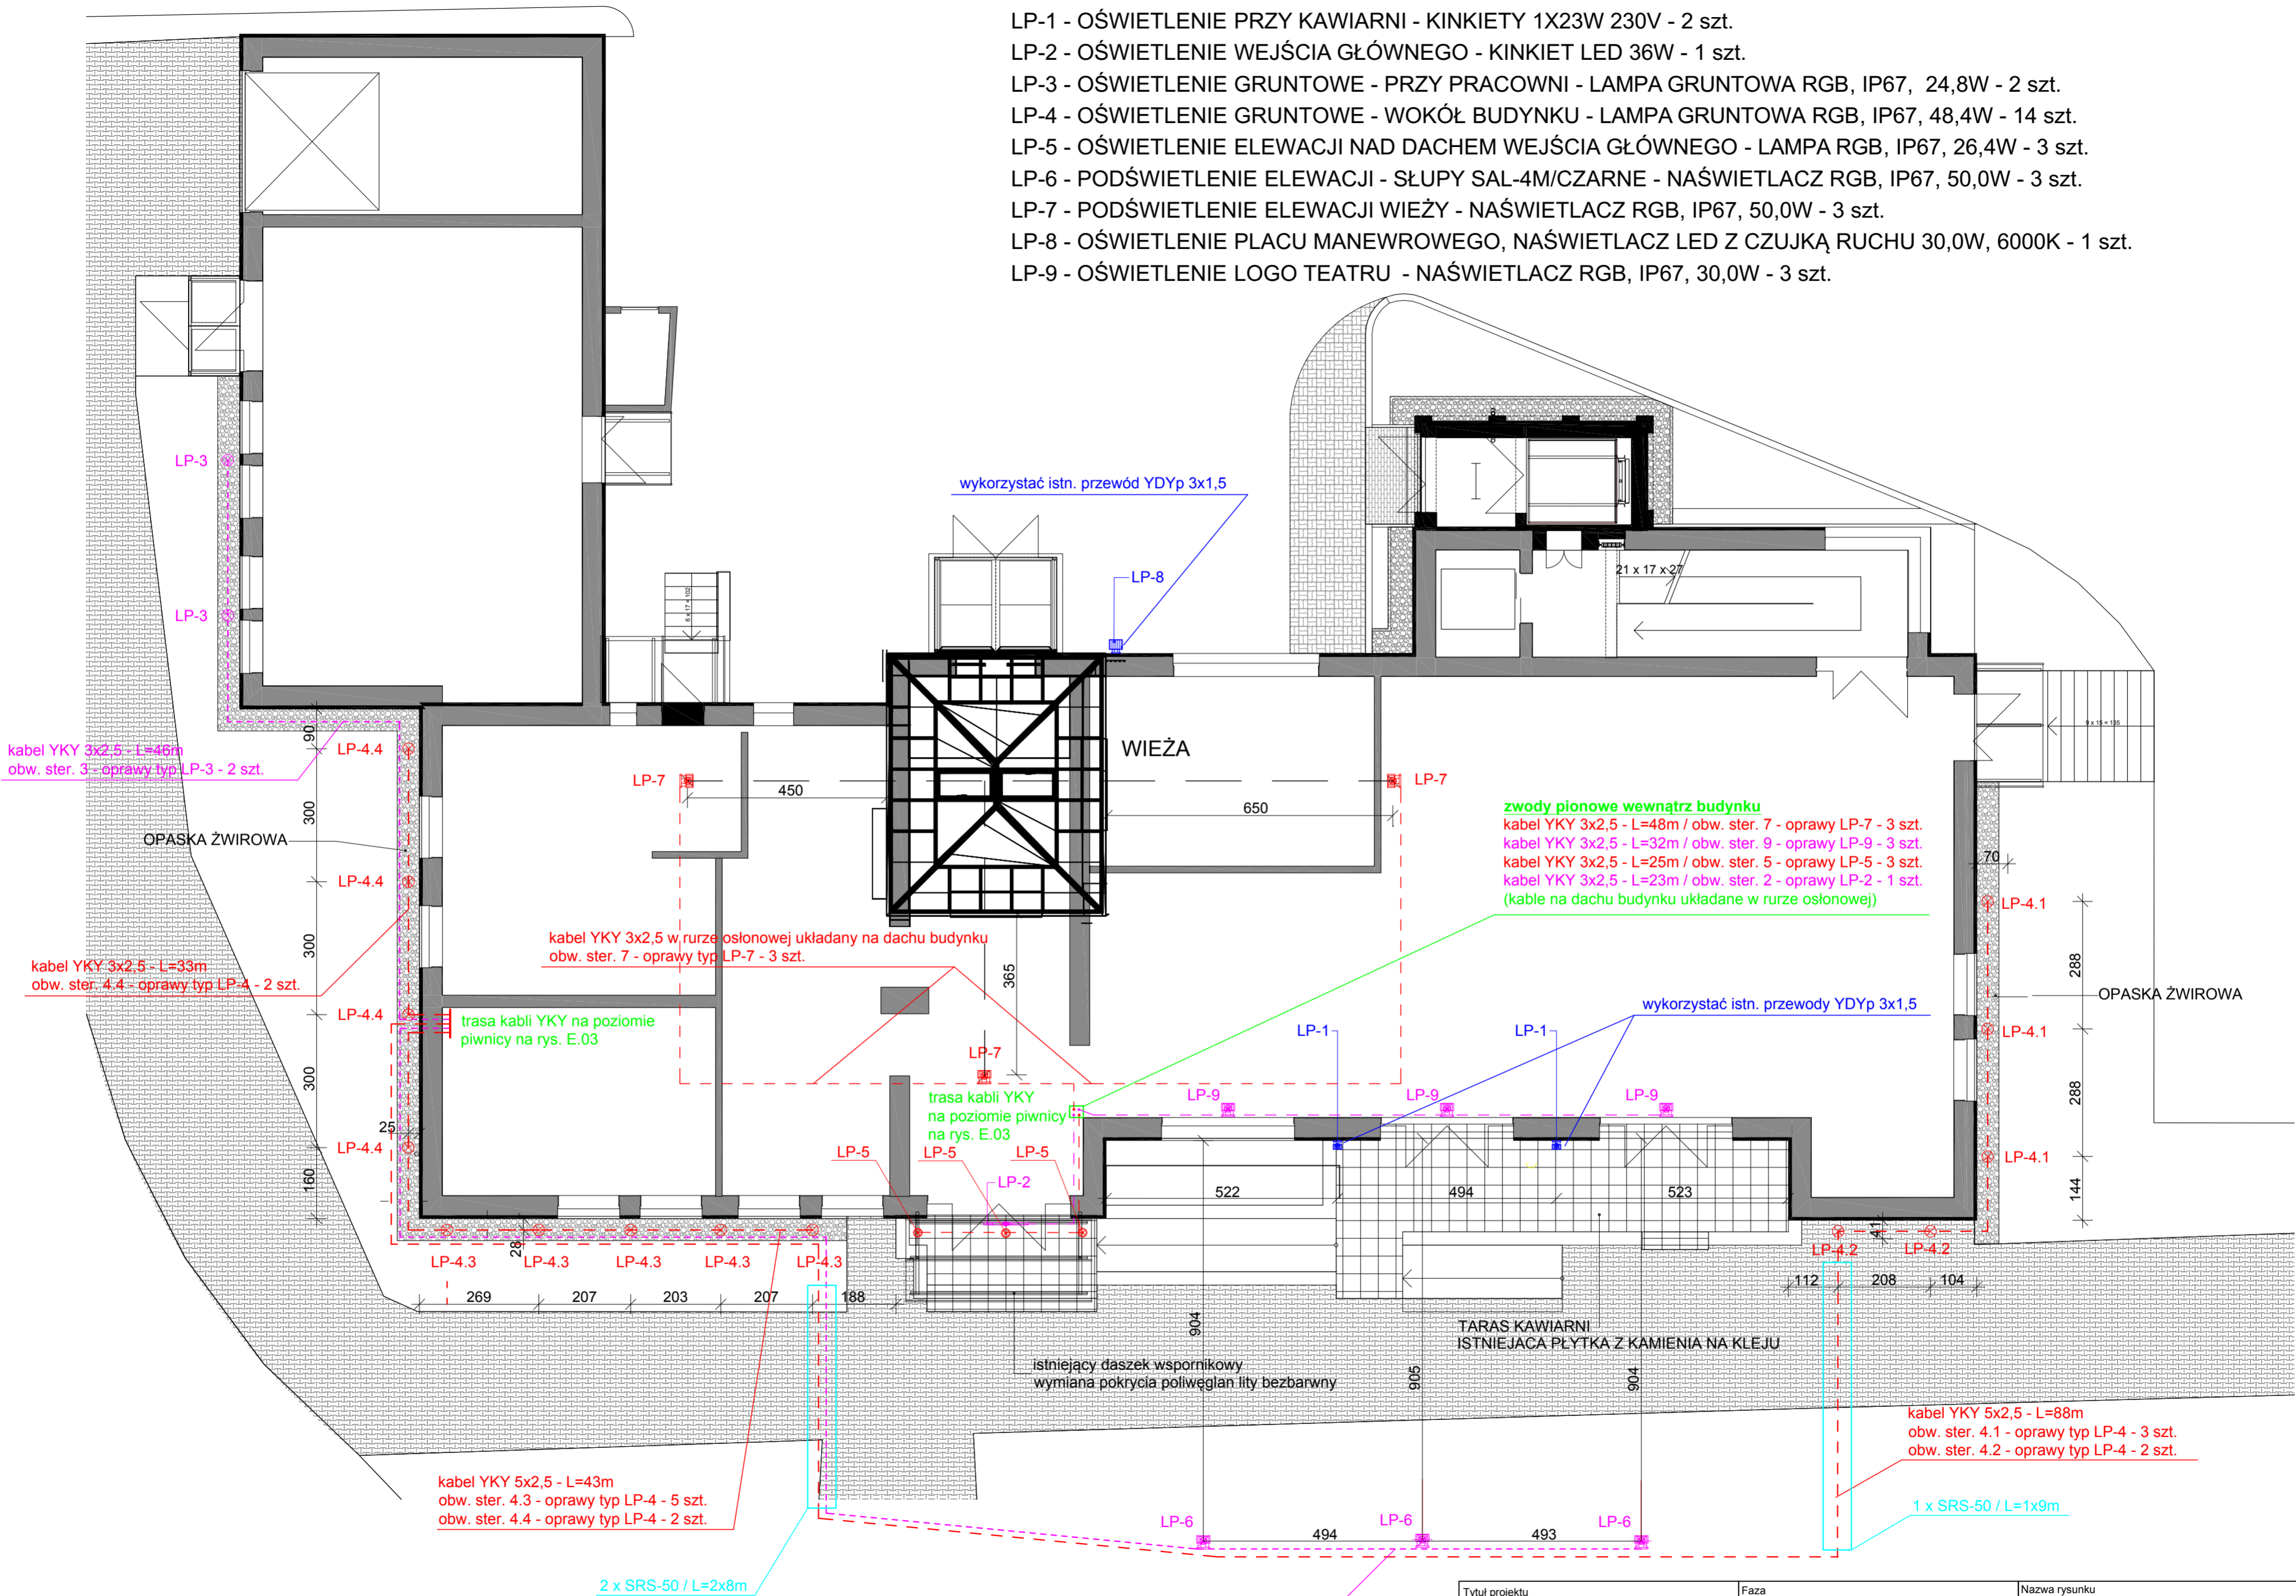 LP-1 - OŚWIETLENIE PRZY KAWIARNI - KINKIETY 1X23W 230V - 2 szt.
LP-2 - OŚWIETLENIE WEJŚCIA GŁÓWNEGO - KINKIET LED 36W - 1 szt.
LP-3 - OŚWIETLENIE GRUNTOWE - PRZY PRACOWNI - LAMPA GRUNTOWA RGB, IP67, 24,8W - 2 szt.
LP-4 - OŚWIETLENIE GRUNTOWE - WOKÓŁ BUDYNKU - LAMPA GRUNTOWA RGB, IP67, 48,4W - 14 szt.
LP-5 - OŚWIETLENIE ELEWACJI NAD DACHEM WEJŚCIA GŁÓWNEGO - LAMPA RGB, IP67, 26,4W - 3 szt.
LP-6 - PODŚWIETLENIE ELEWACJI - SŁUPY SAL-4M/CZARNE - NAŚWIETLACZ RGB, IP67, 50,0W - 3 szt.
LP-7 - PODŚWIETLENIE ELEWACJI WIEŻY - NAŚWIETLACZ RGB, IP67, 50,0W - 3 szt.
LP-8 - OŚWIETLENIE PLACU MANEWROWEGO, NAŚWIETLACZ LED Z CZUJKĄ RUCHU 30,0W, 6000K - 1 szt.
LP-9 - OŚWIETLENIE LOGO TEATRU - NAŚWIETLACZ RGB, IP67, 30,0W - 3 szt.
LP-3
wykorzystać istn. przewód YDYp 3x1,5
LP-8
21 x 17 x 27
6 x 17 = 102
LP-3
9 x 15 = 135
90
kabel YKY 3x2,5 - L=46m
obw. ster. 3 - oprawy typ LP-3 - 2 szt.
LP-4.4
WIEŻA
LP-7
LP-7
450
650
300
OPASKA ŻWIROWA
zwody pionowe wewnątrz budynku
kabel YKY 3x2,5 - L=48m / obw. ster. 7 - oprawy LP-7 - 3 szt.
kabel YKY 3x2,5 - L=32m / obw. ster. 9 - oprawy LP-9 - 3 szt.
kabel YKY 3x2,5 - L=25m / obw. ster. 5 - oprawy LP-5 - 3 szt.
kabel YKY 3x2,5 - L=23m / obw. ster. 2 - oprawy LP-2 - 1 szt.
(kable na dachu budynku układane w rurze osłonowej)
70
LP-4.4
LP-4.1
300
kabel YKY 3x2,5 w rurze osłonowej układany na dachu budynku
obw. ster. 7 - oprawy typ LP-7 - 3 szt.
365
288
kabel YKY 3x2,5 - L=33m
obw. ster. 4.4 - oprawy typ LP-4 - 2 szt.
OPASKA ŻWIROWA
wykorzystać istn. przewody YDYp 3x1,5
LP-4.4
trasa kabli YKY na poziomie
piwnicy na rys. E.03
LP-1
LP-1
LP-4.1
LP-7
300
288
trasa kabli YKY
na poziomie piwnicy
na rys. E.03
LP-9
LP-9
LP-9
25
LP-4.4
LP-5
LP-5
LP-5
LP-4.1
160
LP-2
522
494
523
144
28
41
LP-4.3
LP-4.3
LP-4.3
LP-4.3
LP-4.3
LP-4.2
LP-4.2
269
207
203
207
188
112
208
104
904
905
904
TARAS KAWIARNI
ISTNIEJACA PŁYTKA Z KAMIENIA NA KLEJU
istniejący daszek wspornikowy
wymiana pokrycia poliwęglan lity bezbarwny
kabel YKY 5x2,5 - L=88m
obw. ster. 4.1 - oprawy typ LP-4 - 3 szt.
obw. ster. 4.2 - oprawy typ LP-4 - 2 szt.
kabel YKY 5x2,5 - L=43m
obw. ster. 4.3 - oprawy typ LP-4 - 5 szt.
obw. ster. 4.4 - oprawy typ LP-4 - 2 szt.
1 x SRS-50 / L=1x9m
LP-6
LP-6
LP-6
494
493
2 x SRS-50 / L=2x8m
Tytuł projektu
Faza
Nazwa rysunku